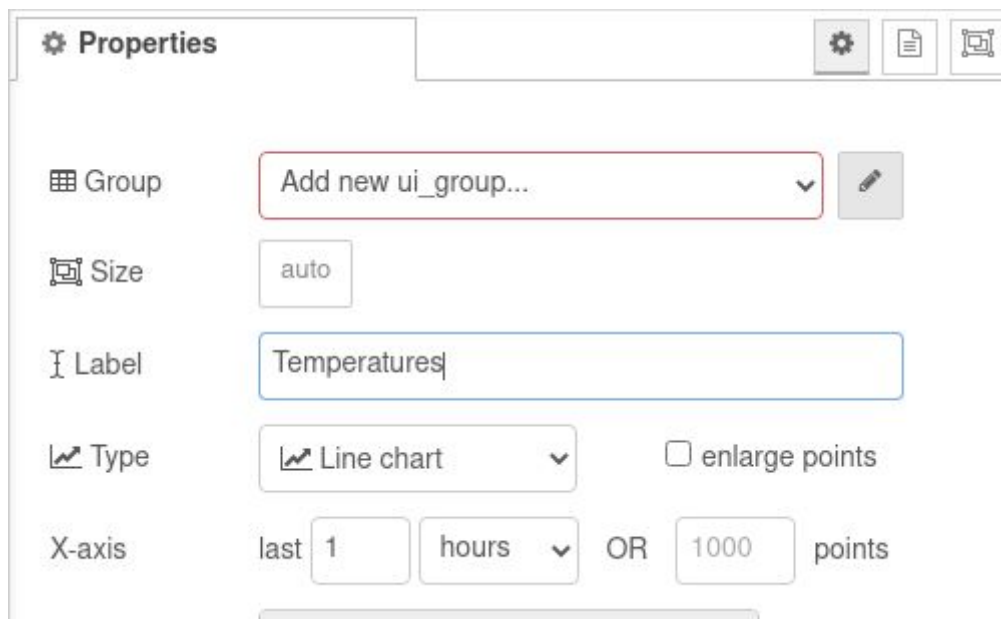 Properties
Group Add new ui_group...
Size auto
Label Temperatures
Type Line chart enlarge points
X-axis last 1 hours OR 1000 points